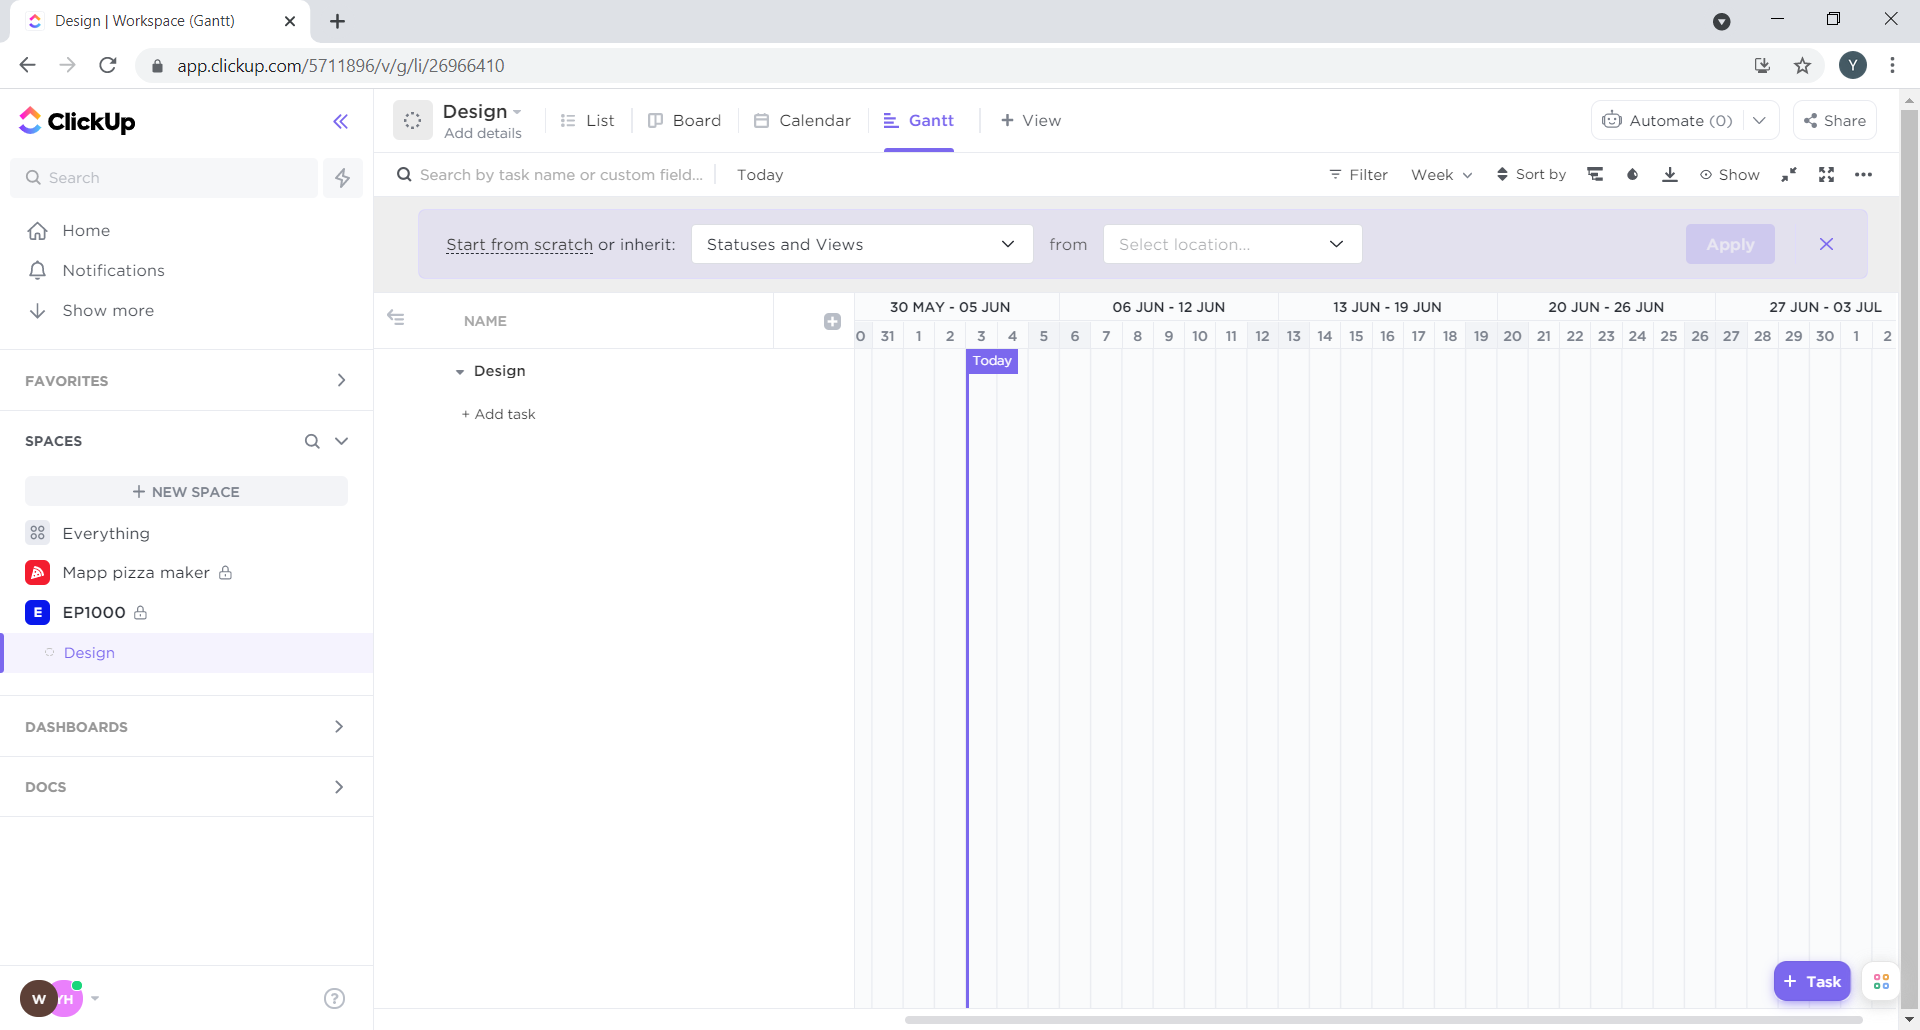 Design | Workspace (Gantt)
app.clickup.com/5711896/v/g/li/26966410
Y
ClickUp
Search
Home
Notifications
Show more
FAVORITES
SPACES
+ NEW SPACE
Everything
Mapp pizza maker
E EP1000
Design
DASHBOARDS
DOCS
W YH
?
Design
Add details
List
Board
Calendar
Gantt
+ View
Automate (0)
Share
Search by task name or custom field...
Today
Filter
Week
Sort by
Show
Start from scratch or inherit:
Statuses and Views
from
Select location...
Apply
NAME
30 MAY - 05 JUN 06 JUN - 12 JUN 13 JUN - 19 JUN 20 JUN - 26 JUN 27 JUN - 03 JUL
0 31 1 2 3 4 5 6 7 8 9 10 11 12 13 14 15 16 17 18 19 20 21 22 23 24 25 26 27 28 29 30 1 2
Today
Design
+ Add task
+ Task